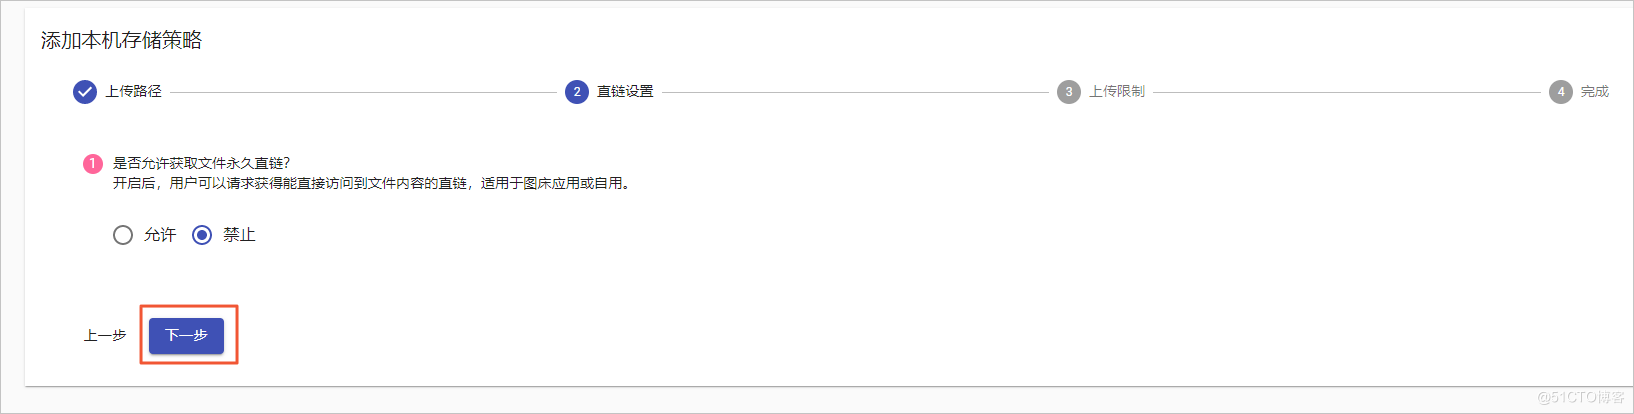 添加本机存储策略
上传路径
2 直链设置
3 上传限制
4 完成
1 是否允许获取文件永久直链?
开启后，用户可以请求获得能直接访问到文件内容的直链，适用于图床应用或自用。
允许 禁止
上一步 下一步
@51CTO博客